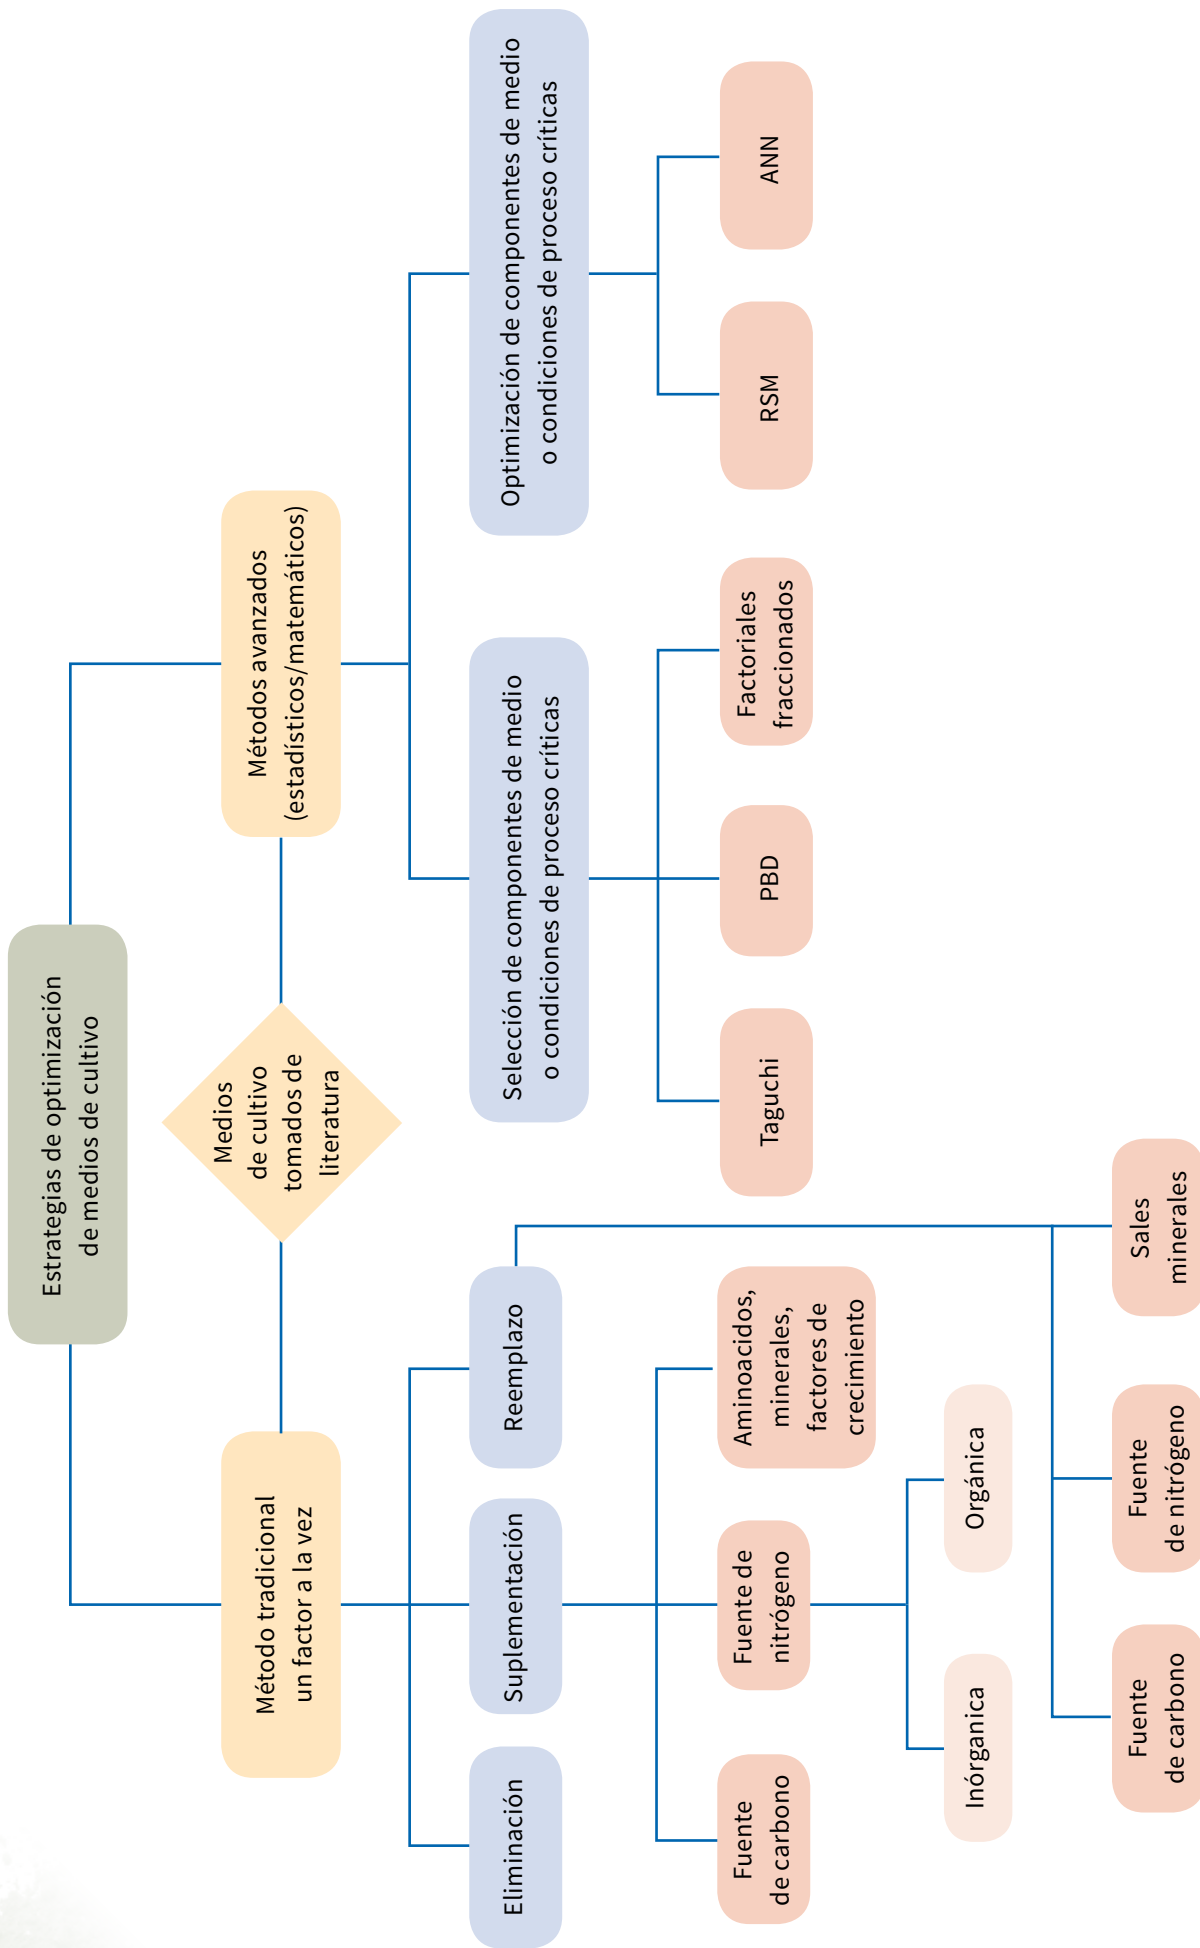 Estrategias de optimización
de medios de cultivo
Método tradicional
un factor a la vez
Medios
de cultivo
tomados de
literatura
Métodos avanzados
(estadísticos/matemáticos)
Eliminación
Suplementación
Reemplazo
Selección de componentes de medio
o condiciones de proceso críticas
Optimización de componentes de medio
o condiciones de proceso críticas
Fuente
de carbono
Fuente de
nitrógeno
Aminoacidos,
minerales,
factores de
crecimiento
Taguchi
PBD
Factoriales
fraccionados
RSM
ANN
Inórganica
Orgánica
Fuente
de carbono
Fuente
de nitrógeno
Sales
minerales